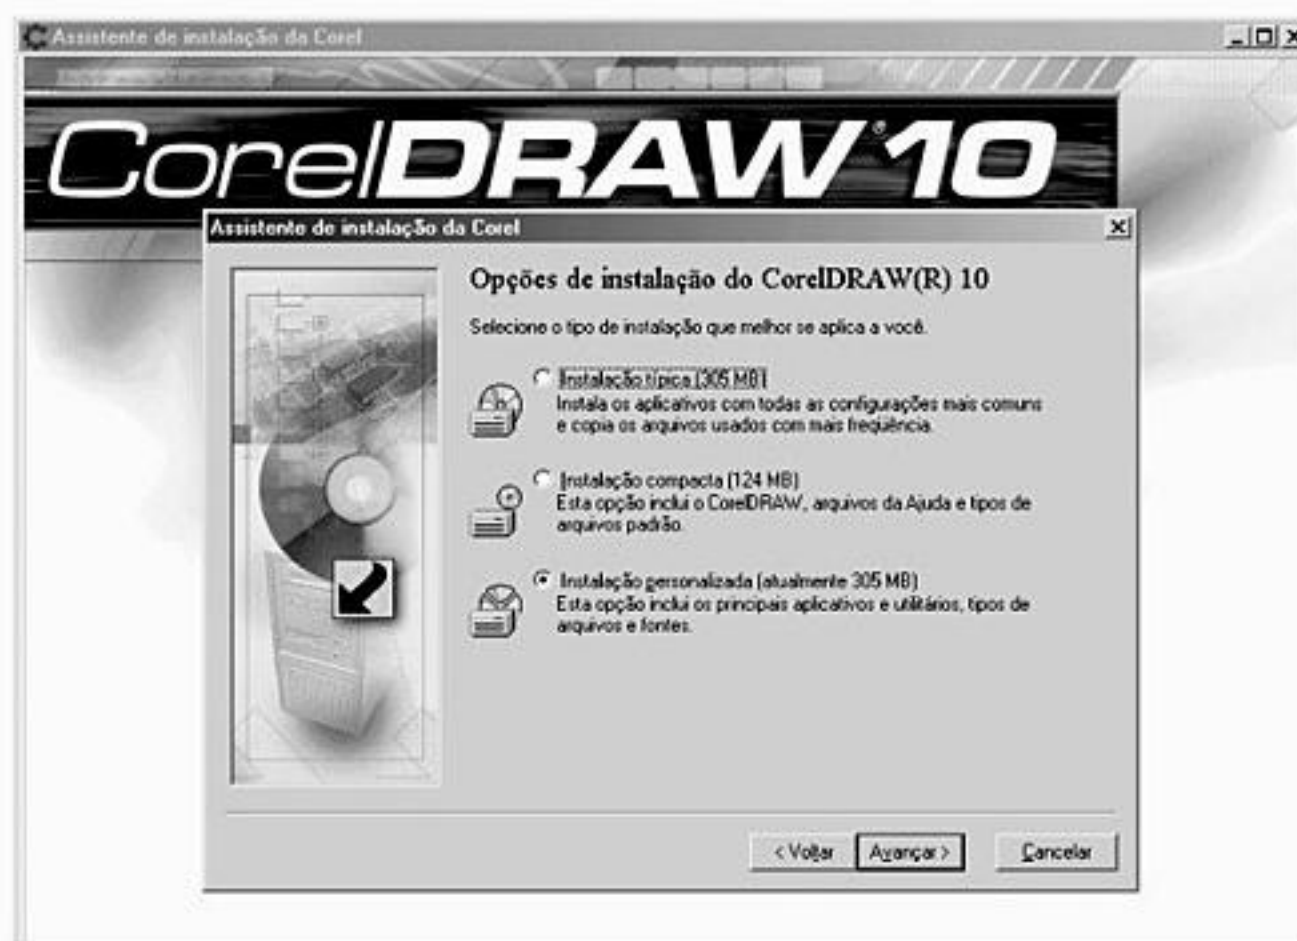 Assistente de instalação da Corel
CorelDRAW® 10
Assistente de instalação da Corel
Opções de instalação do CorelDRAW(R) 10
Selecione o tipo de instalação que melhor se aplica a você.
Instalação típica (305 MB)
Instala os aplicativos com todas as configurações mais comuns
e copia os arquivos usados com mais freqüência.
Instalação compacta (124 MB)
Esta opção inclui o CorelDRAW, arquivos da Ajuda e tipos de
arquivos padrão.
Instalação personalizada (atualmente 305 MB)
Esta opção inclui os principais aplicativos e utilitários, tipos de
arquivos e fontes.
< Voltar
Avançar >
Cancelar